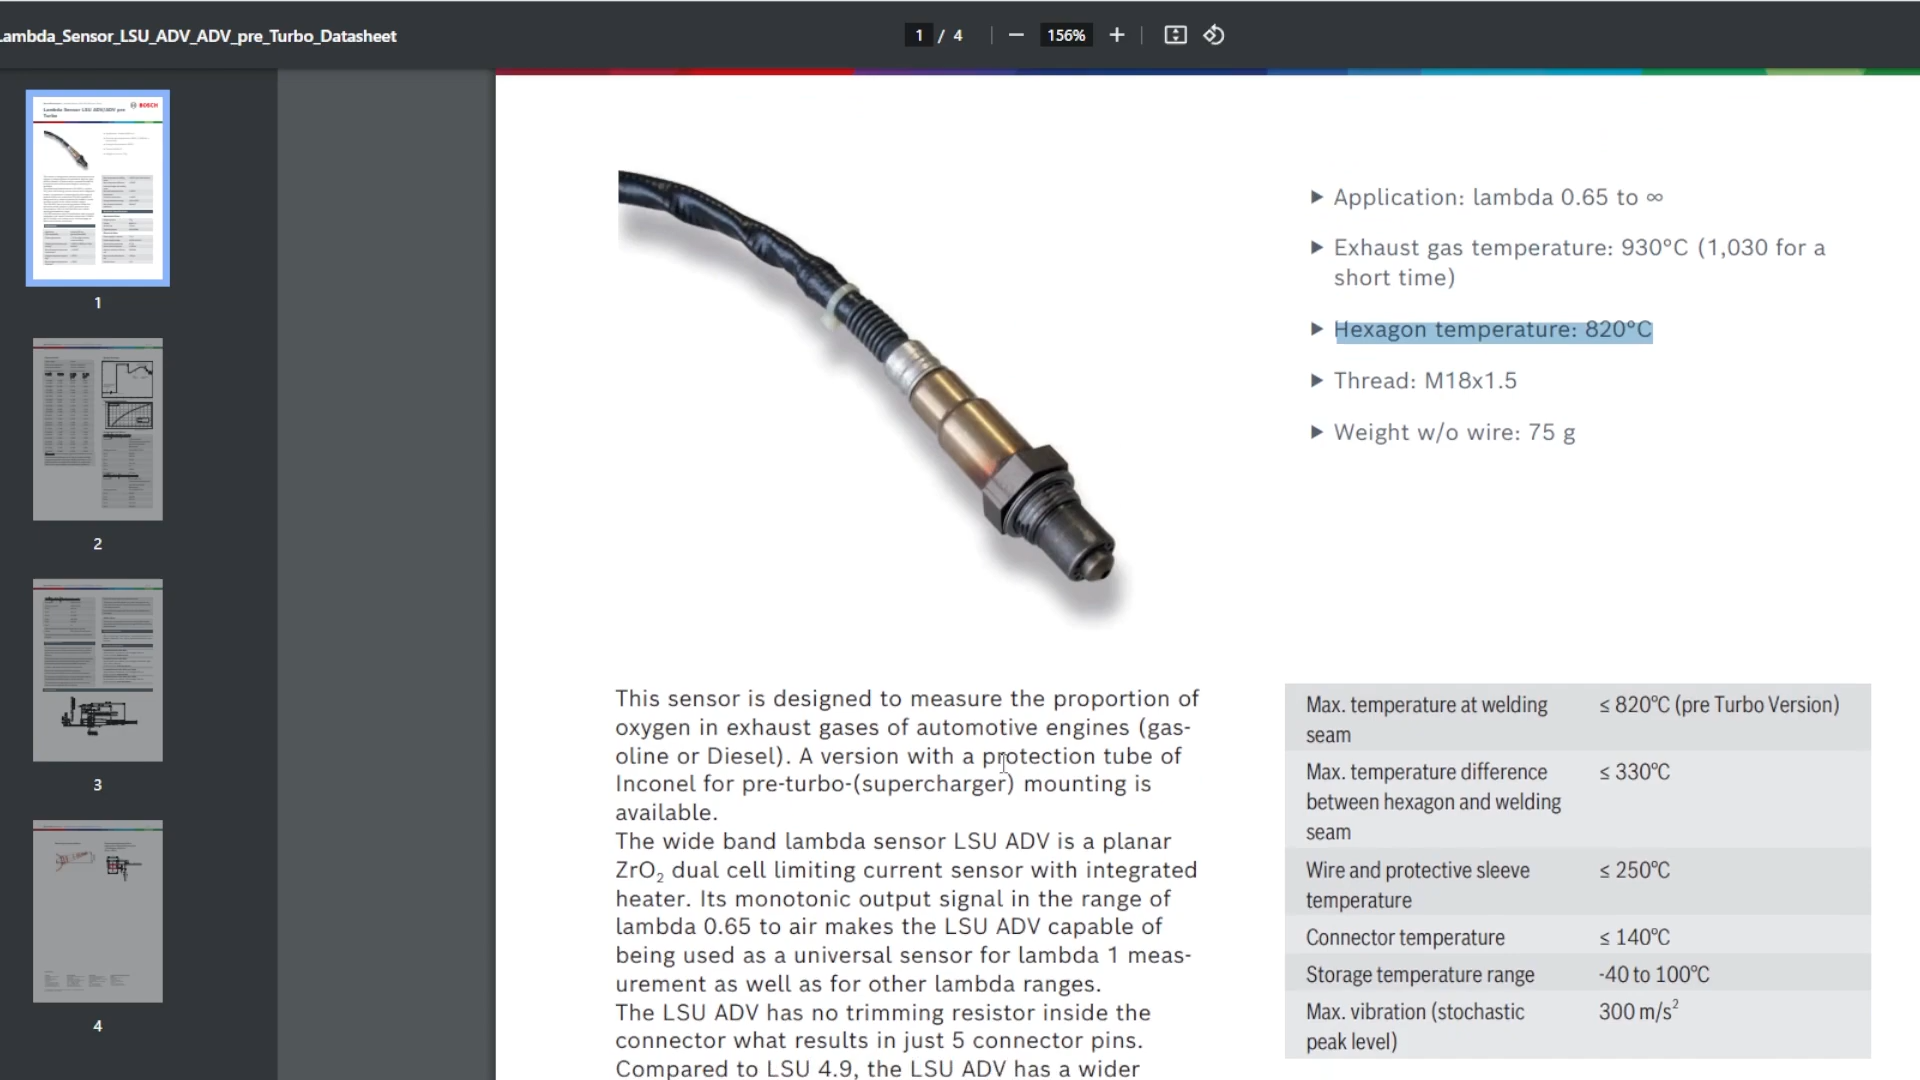 Lambda_Sensor_LSU_ADV_ADV_pre_Turbo_Datasheet
1 / 4
156%
BOSCH
Lambda Sensor LSU ADV/ADV pre
Turbo
1
2
3
4
Application: lambda 0.65 to ∞
Exhaust gas temperature: 930°C (1,030 for a
short time)
Hexagon temperature: 820°C
Thread: M18x1.5
Weight w/o wire: 75 g
This sensor is designed to measure the proportion of
oxygen in exhaust gases of automotive engines (gas-
oline or Diesel). A version with a protection tube of
Inconel for pre-turbo-(supercharger) mounting is
available.
The wide band lambda sensor LSU ADV is a planar
ZrO₂ dual cell limiting current sensor with integrated
heater. Its monotonic output signal in the range of
lambda 0.65 to air makes the LSU ADV capable of
being used as a universal sensor for lambda 1 meas-
urement as well as for other lambda ranges.
The LSU ADV has no trimming resistor inside the
connector what results in just 5 connector pins.
Compared to LSU 4.9, the LSU ADV has a wider
Max. temperature at welding ≤ 820°C (pre Turbo Version)
seam
Max. temperature difference ≤ 330°C
between hexagon and welding
seam
Wire and protective sleeve ≤ 250°C
temperature
Connector temperature ≤ 140°C
Storage temperature range -40 to 100°C
Max. vibration (stochastic 300 m/s²
peak level)